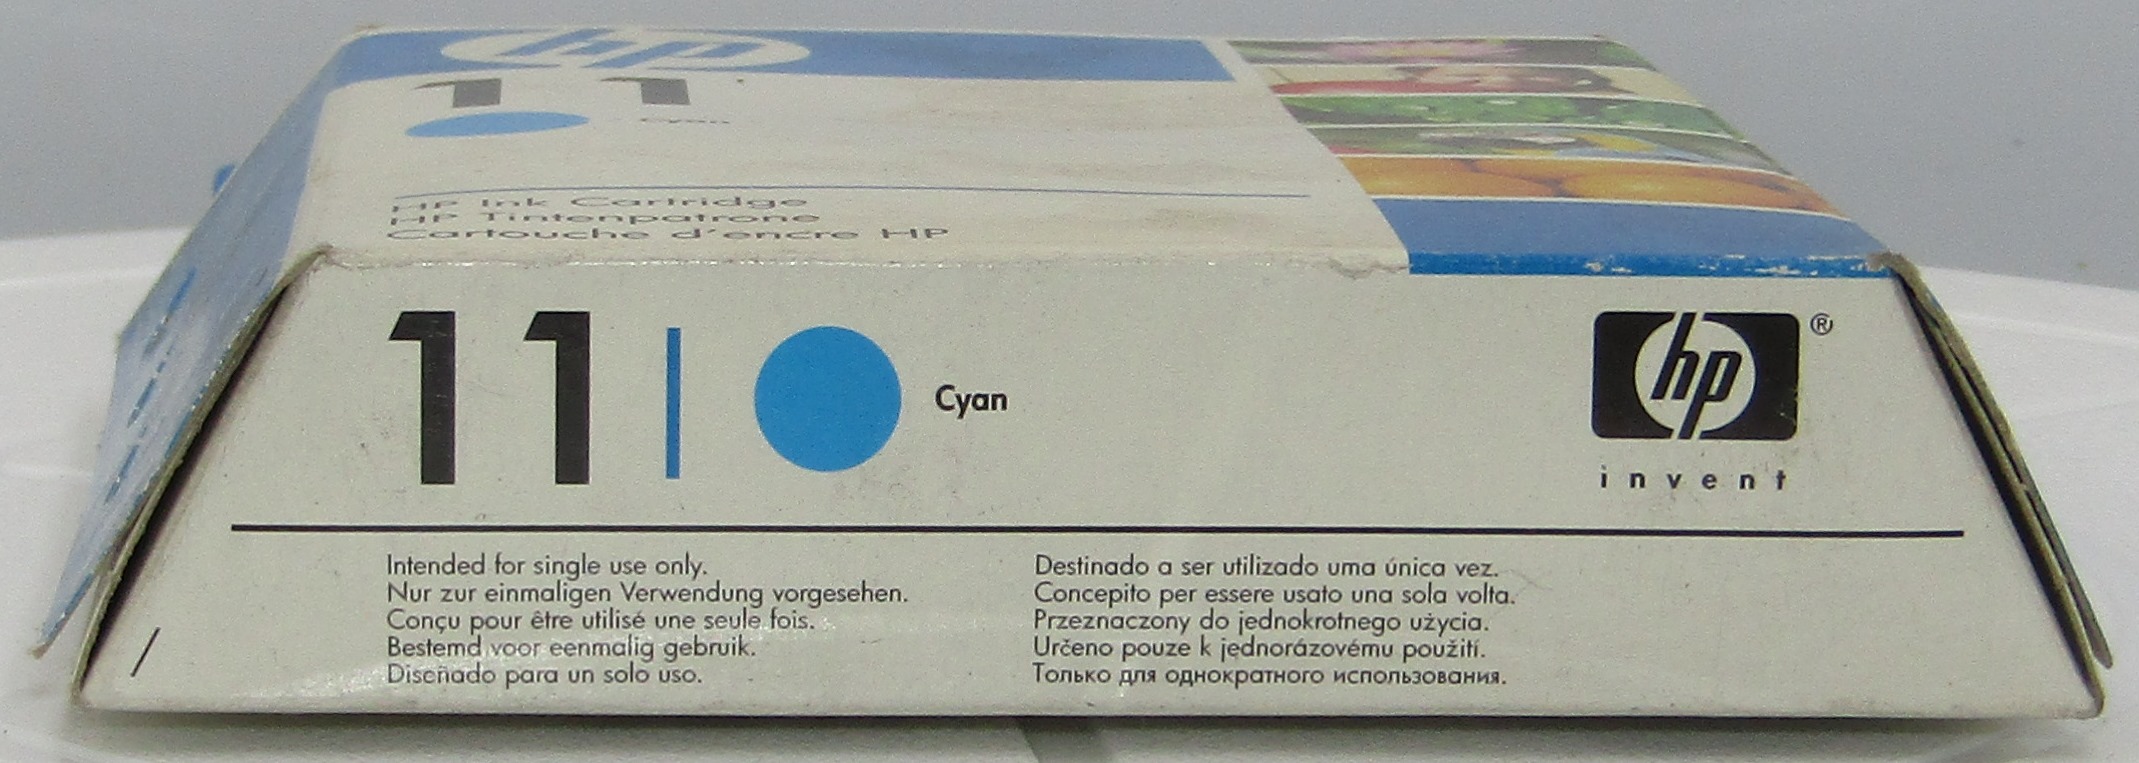 hp
11
Cyan
HP Ink Cartridge
HP Tintenpatrone
Cartouche d'encre HP
11 Cyan
hp ®
invent
Intended for single use only.
Nur zur einmaligen Verwendung vorgesehen.
Conçu pour être utilisé une seule fois.
Bestemd voor eenmalig gebruik.
Diseñado para un solo uso.
Destinado a ser utilizado uma única vez.
Concepito per essere usato una sola volta.
Przeznaczony do jednokrotnego użycia.
Určeno pouze k jednorázovému použití.
Только для однократного использования.